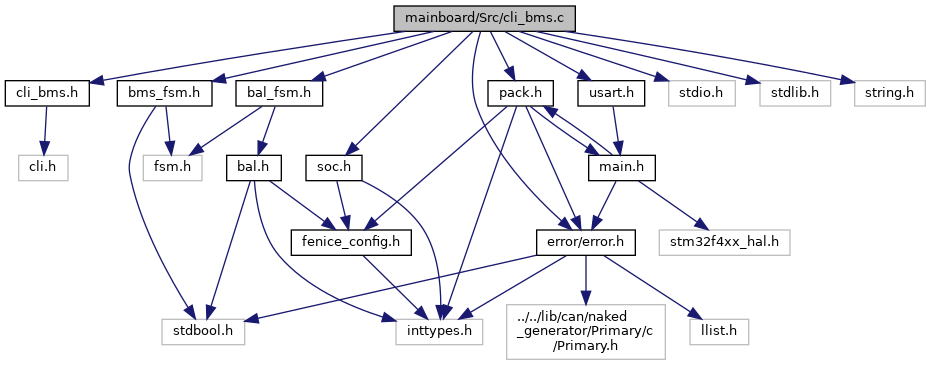 mainboard/Src/cli_bms.c
cli_bms.h
bms_fsm.h
bal_fsm.h
pack.h
usart.h
stdio.h
stdlib.h
string.h
cli.h
fsm.h
bal.h
soc.h
main.h
fenice_config.h
error/error.h
stm32f4xx_hal.h
stdbool.h
inttypes.h
../../lib/can/naked
_generator/Primary/c
/Primary.h
llist.h